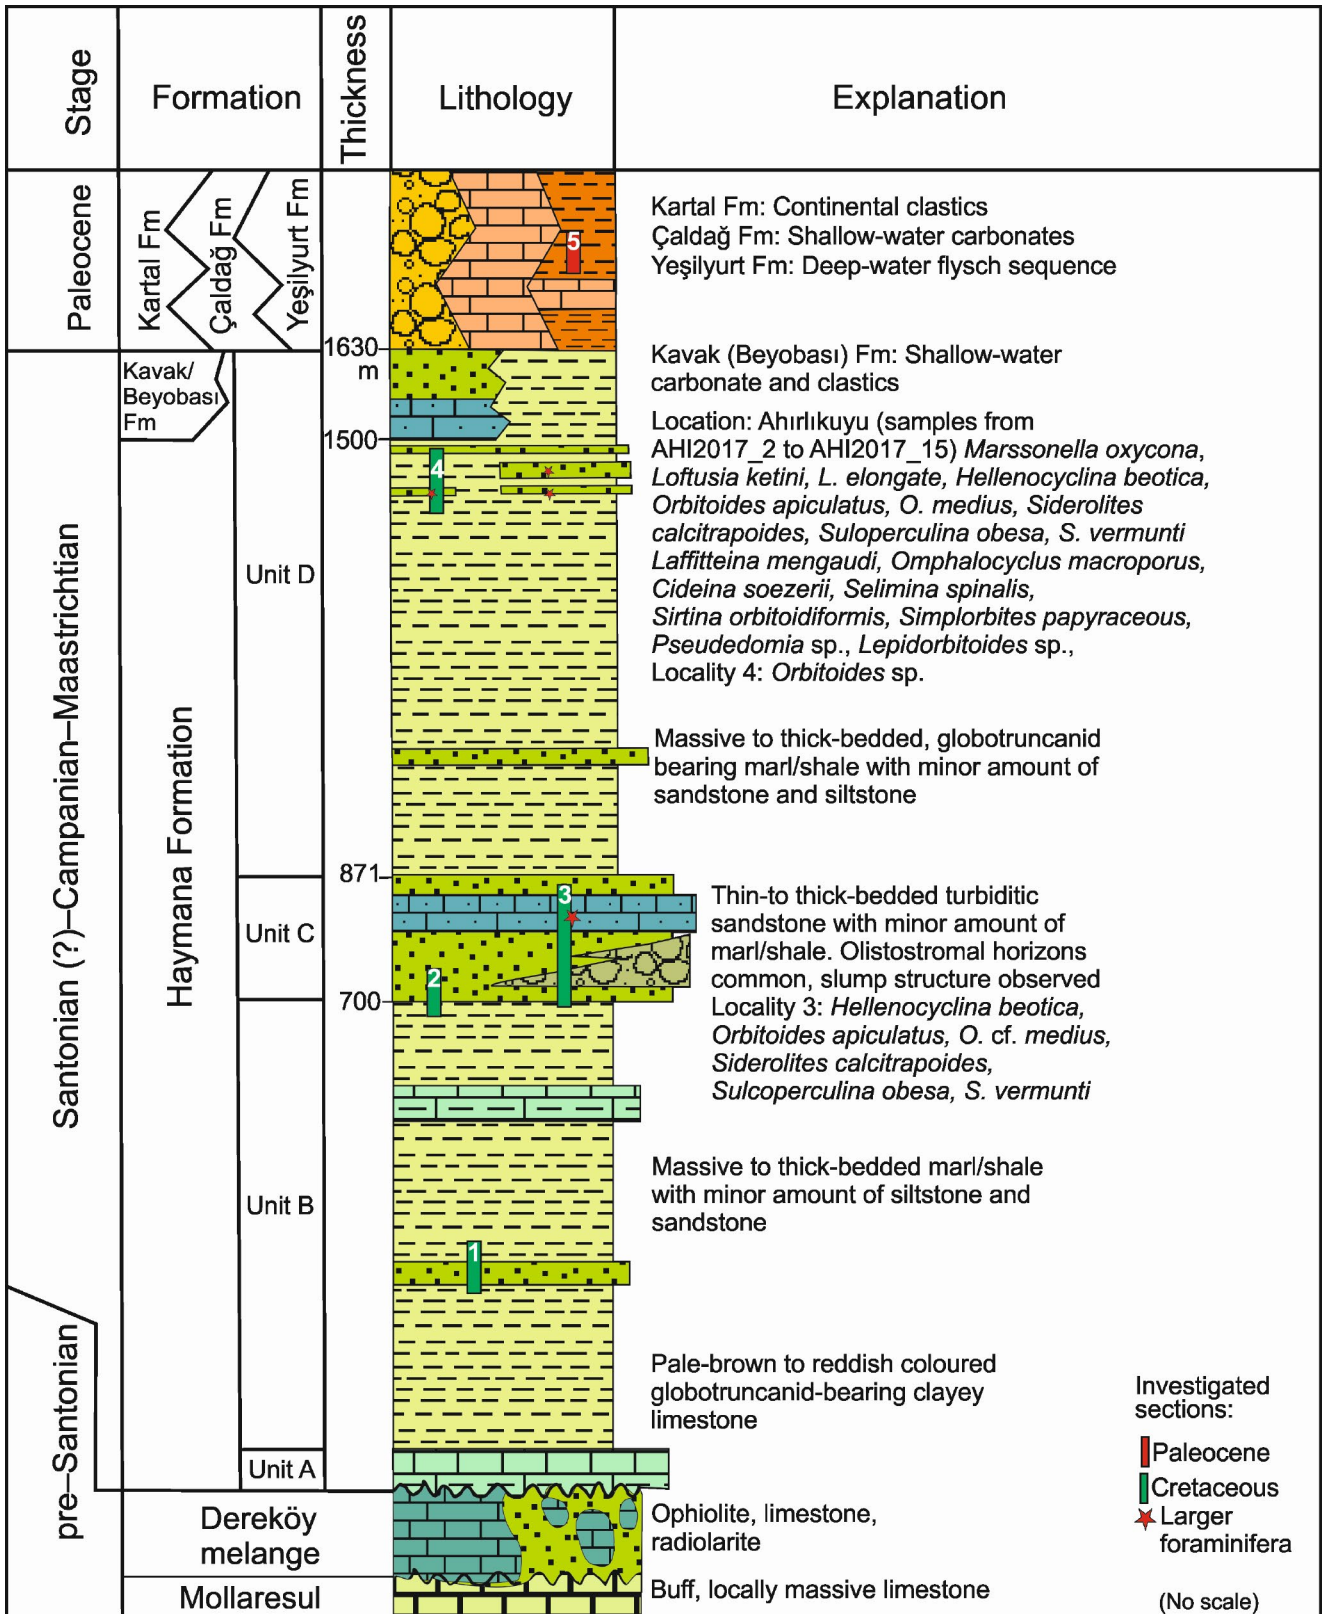 Stage
Formation
Thickness
Lithology
Explanation
Paleocene
Kartal Fm
Çaldağ Fm
Yeşilyurt Fm
5
Kartal Fm: Continental clastics
Çaldağ Fm: Shallow-water carbonates
Yeşilyurt Fm: Deep-water flysch sequence
1630
m
Kavak/
Beyobası
Fm
Kavak (Beyobası) Fm: Shallow-water
carbonate and clastics
1500
Location: Ahırlıkuyu (samples from
AHI2017_2 to AHI2017_15) Marssonella oxycona,
Loftusia ketini, L. elongate, Hellenocyclina beotica,
Orbitoides apiculatus, O. medius, Siderolites
calcitrapoides, Suloperculina obesa, S. vermunti
Laffitteina mengaudi, Omphalocyclus macroporus,
Cideina soezerii, Selimina spinalis,
Sirtina orbitoidiformis, Simplorbites papyraceous,
Pseudedomia sp., Lepidorbitoides sp.,
Locality 4: Orbitoides sp.
4
Santonian (?)–Campanian–Maastrichtian
Haymana Formation
Unit D
Massive to thick-bedded, globotruncanid
bearing marl/shale with minor amount of
sandstone and siltstone
871
Unit C
3
2
Thin-to thick-bedded turbiditic
sandstone with minor amount of
marl/shale. Olistostromal horizons
common, slump structure observed
Locality 3: Hellenocyclina beotica,
Orbitoides apiculatus, O. cf. medius,
Siderolites calcitrapoides,
Sulcoperculina obesa, S. vermunti
700
Unit B
Massive to thick-bedded marl/shale
with minor amount of siltstone and
sandstone
1
pre–Santonian
Pale-brown to reddish coloured
globotruncanid-bearing clayey
limestone
Unit A
Dereköy
melange
Ophiolite, limestone,
radiolarite
Mollaresul
Buff, locally massive limestone
Investigated
sections:
Paleocene
Cretaceous
Larger
foraminifera
(No scale)